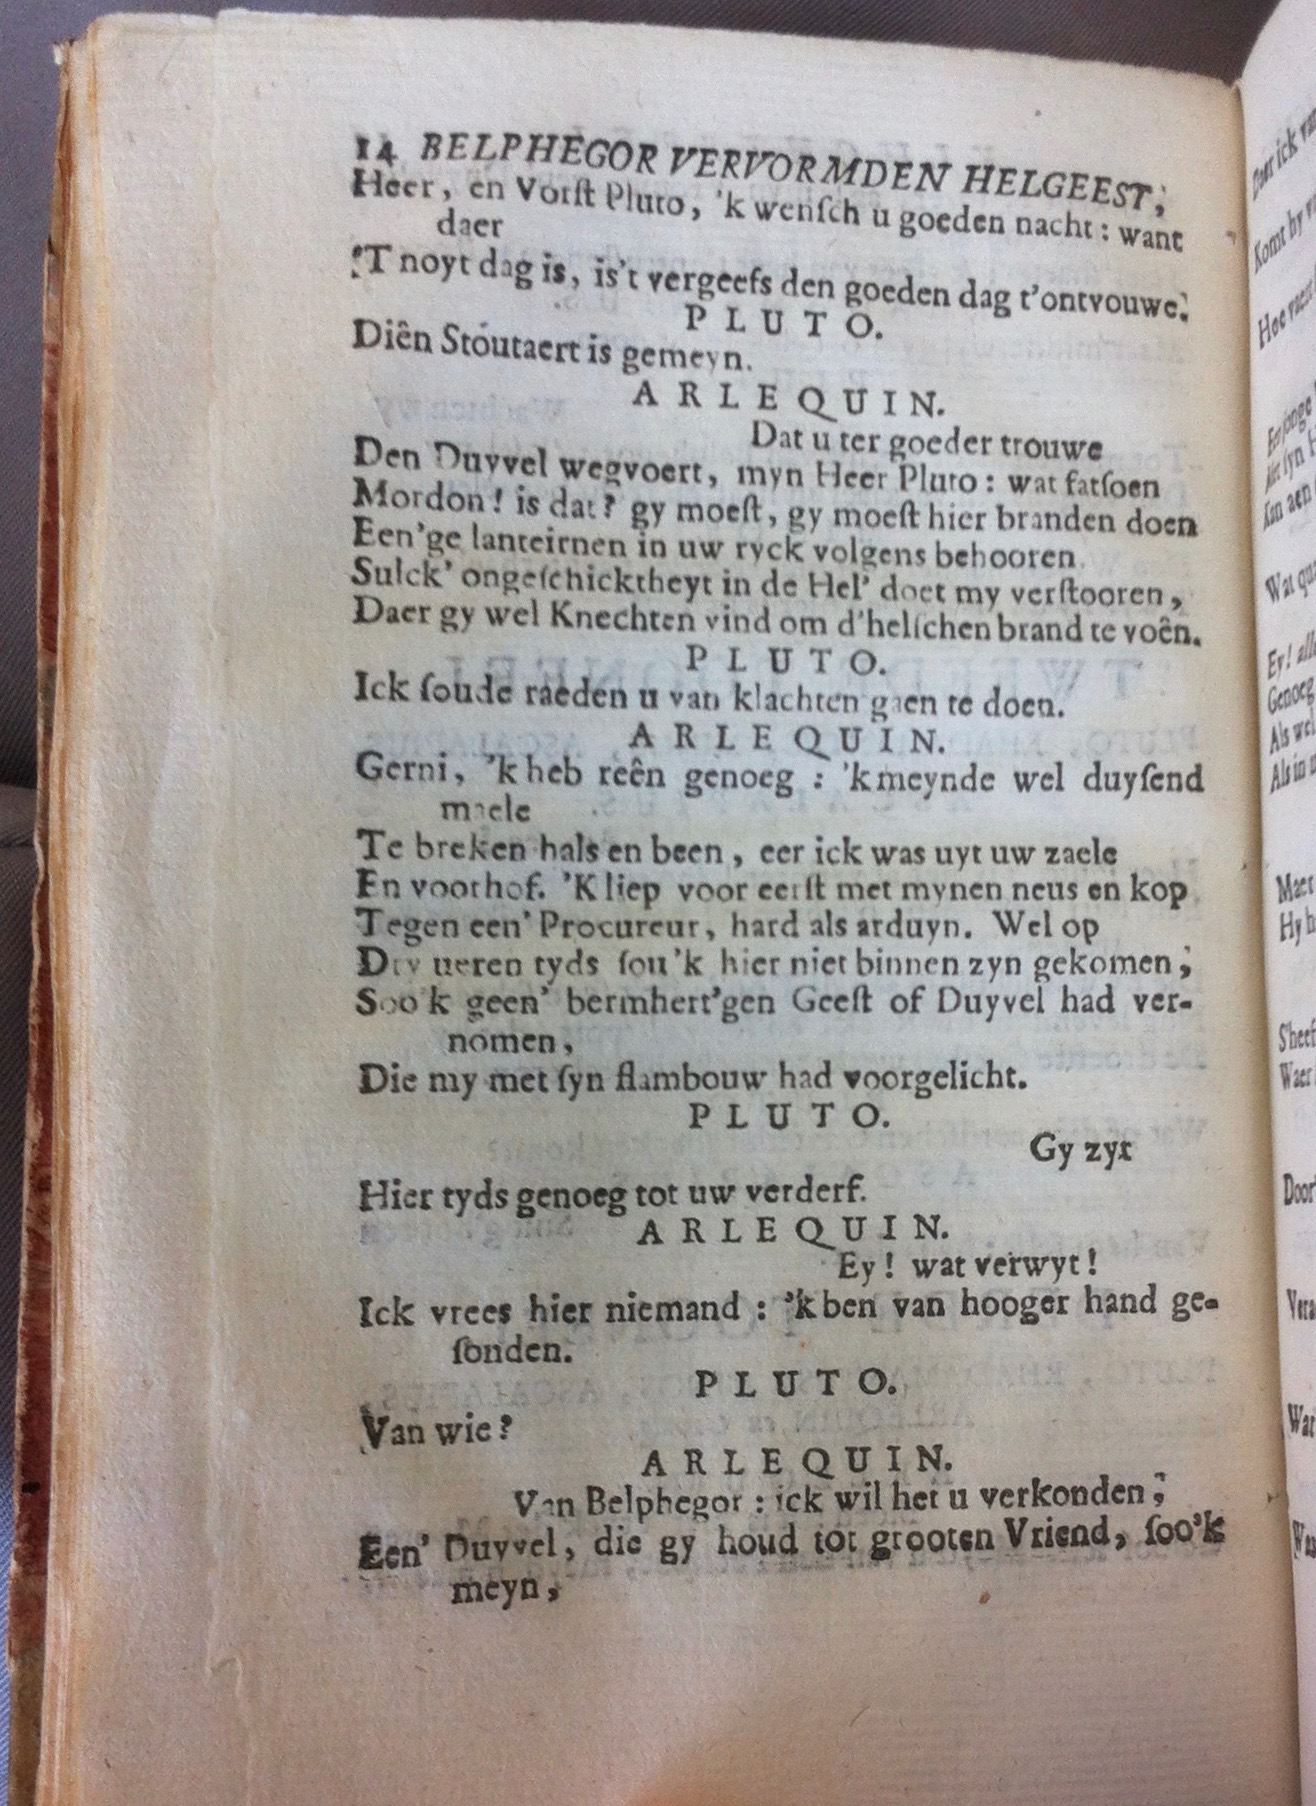 14 BELPHEGOR VERVORMDEN HELGEEST;
Heer, en Vorſt Pluto, 'k wenſch u goeden nacht: want
daer
'T noyt dag is, is't vergeefs den goeden dag t'ontvouwe.
PLUTO.
Diên Stoutaert is gemeyn.
ARLEQUIN.
Dat u ter goeder trouwe
Den Duyvel wegvoert, myn Heer Pluto: wat fatſoen
Mordon! is dat? gy moeſt, gy moeſt hier branden doen
Een'ge lanteirnen in uw ryck volgens behooren.
Sulck' ongeſchicktheyt in de Hel' doet my verſtooren,
Daer gy wel Knechten vind om d'helſchen brand te voên.
PLUTO.
Ick ſoude raeden u van klachten gaen te doen.
ARLEQUIN.
Gerni, 'k heb reên genoeg : 'k meynde wel duyſend
maele
Te breken hals en been, eer ick was uyt uw zaele
En voorhof. 'K liep voor eerſt met mynen neus en kop
Tegen een' Procureur, hard als arduyn. Wel op
Dry ueren tyds ſou'k hier niet binnen zyn gekomen;
Soo'k geen' bermhert'gen Geeſt of Duyvel had ver-
nomen,
Die my met ſyn flambouw had voorgelicht.
PLUTO.
Gy zyt
Hier tyds genoeg tot uw verderf.
ARLEQUIN.
Ey! wat verwyt!
Ick vrees hier niemand : 'k ben van hooger hand ge-
ſonden.
PLUTO.
Van wie?
ARLEQUIN.
Van Belphegor : ick wil het u verkonden;
Een' Duyvel, die gy houd tot grooten Vriend, ſoo'k
meyn,